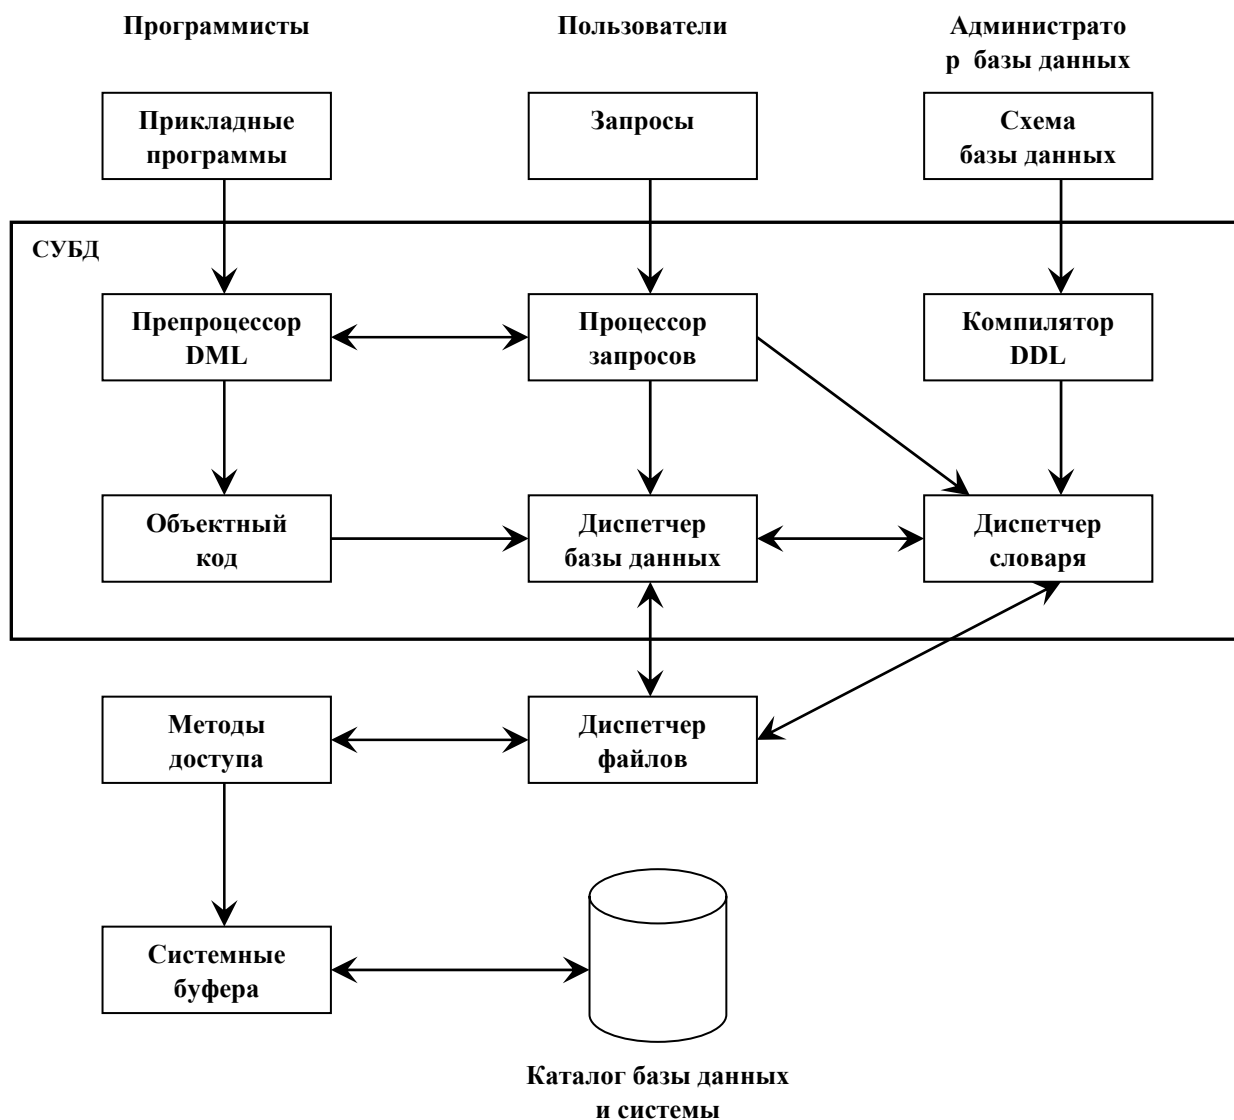 Программисты
Пользователи
Администрато
р базы данных
Прикладные
программы
Запросы
Схема
базы данных
СУБД
Препроцессор
DML
Процессор
запросов
Компилятор
DDL
Объектный
код
Диспетчер
базы данных
Диспетчер
словаря
Методы
доступа
Диспетчер
файлов
Системные
буфера
Каталог базы данных
и системы